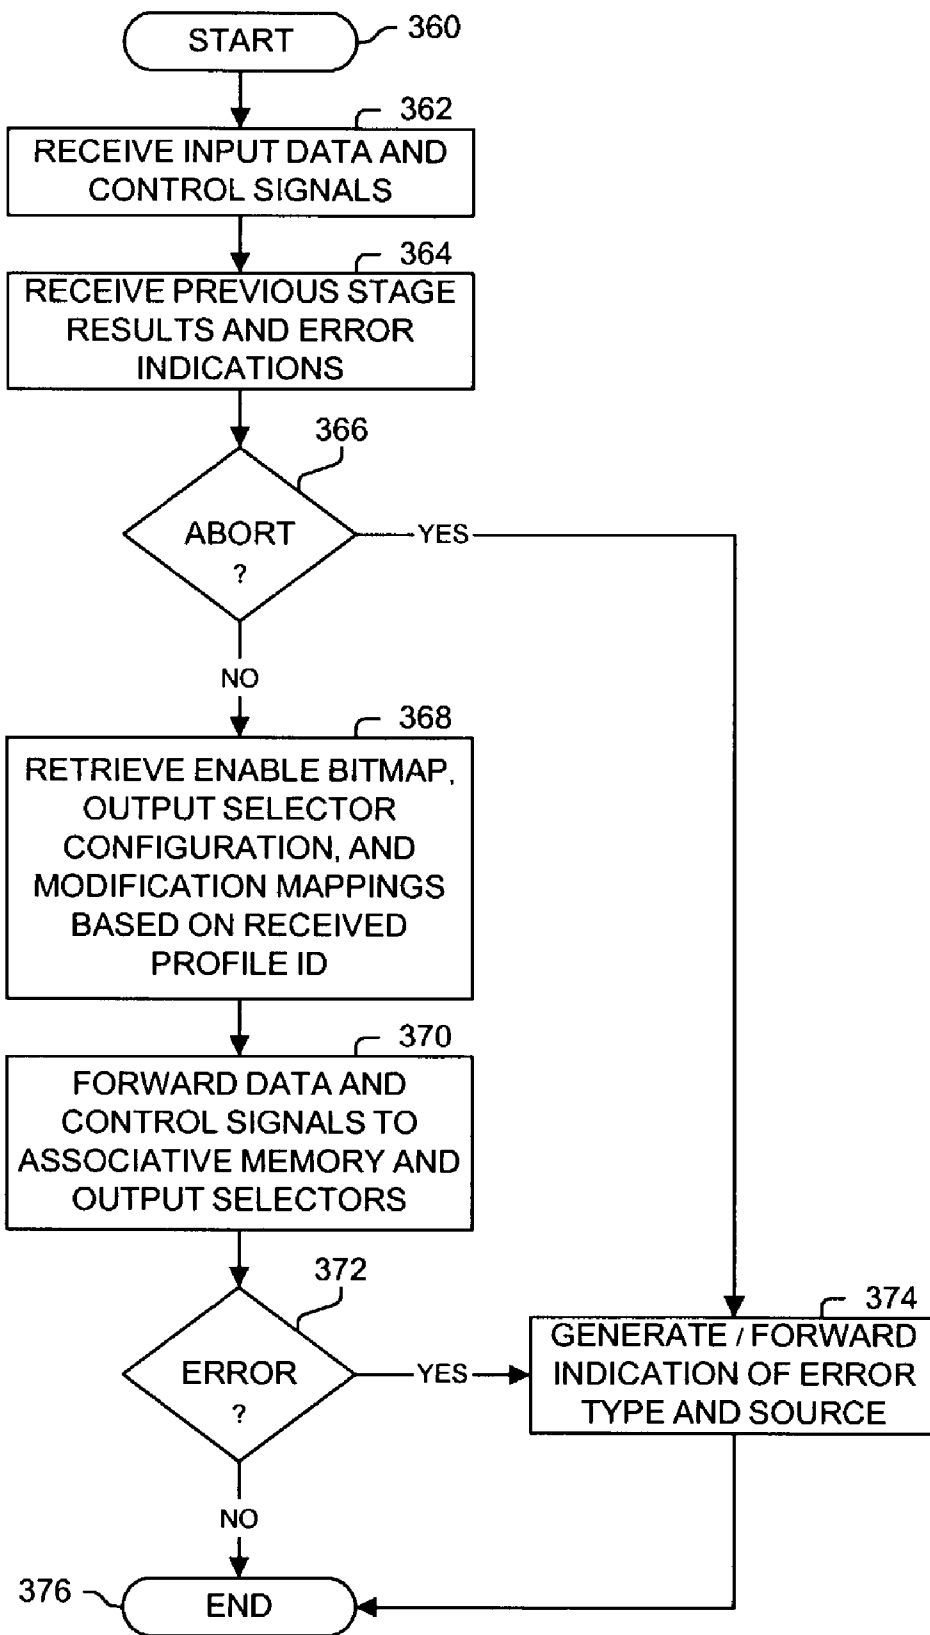 START
360
362
RECEIVE INPUT DATA AND
CONTROL SIGNALS
364
RECEIVE PREVIOUS STAGE
RESULTS AND ERROR
INDICATIONS
366
ABORT
?
YES
NO
368
RETRIEVE ENABLE BITMAP,
OUTPUT SELECTOR
CONFIGURATION, AND
MODIFICATION MAPPINGS
BASED ON RECEIVED
PROFILE ID
370
FORWARD DATA AND
CONTROL SIGNALS TO
ASSOCIATIVE MEMORY AND
OUTPUT SELECTORS
372
ERROR
?
YES
374
GENERATE / FORWARD
INDICATION OF ERROR
TYPE AND SOURCE
NO
376
END